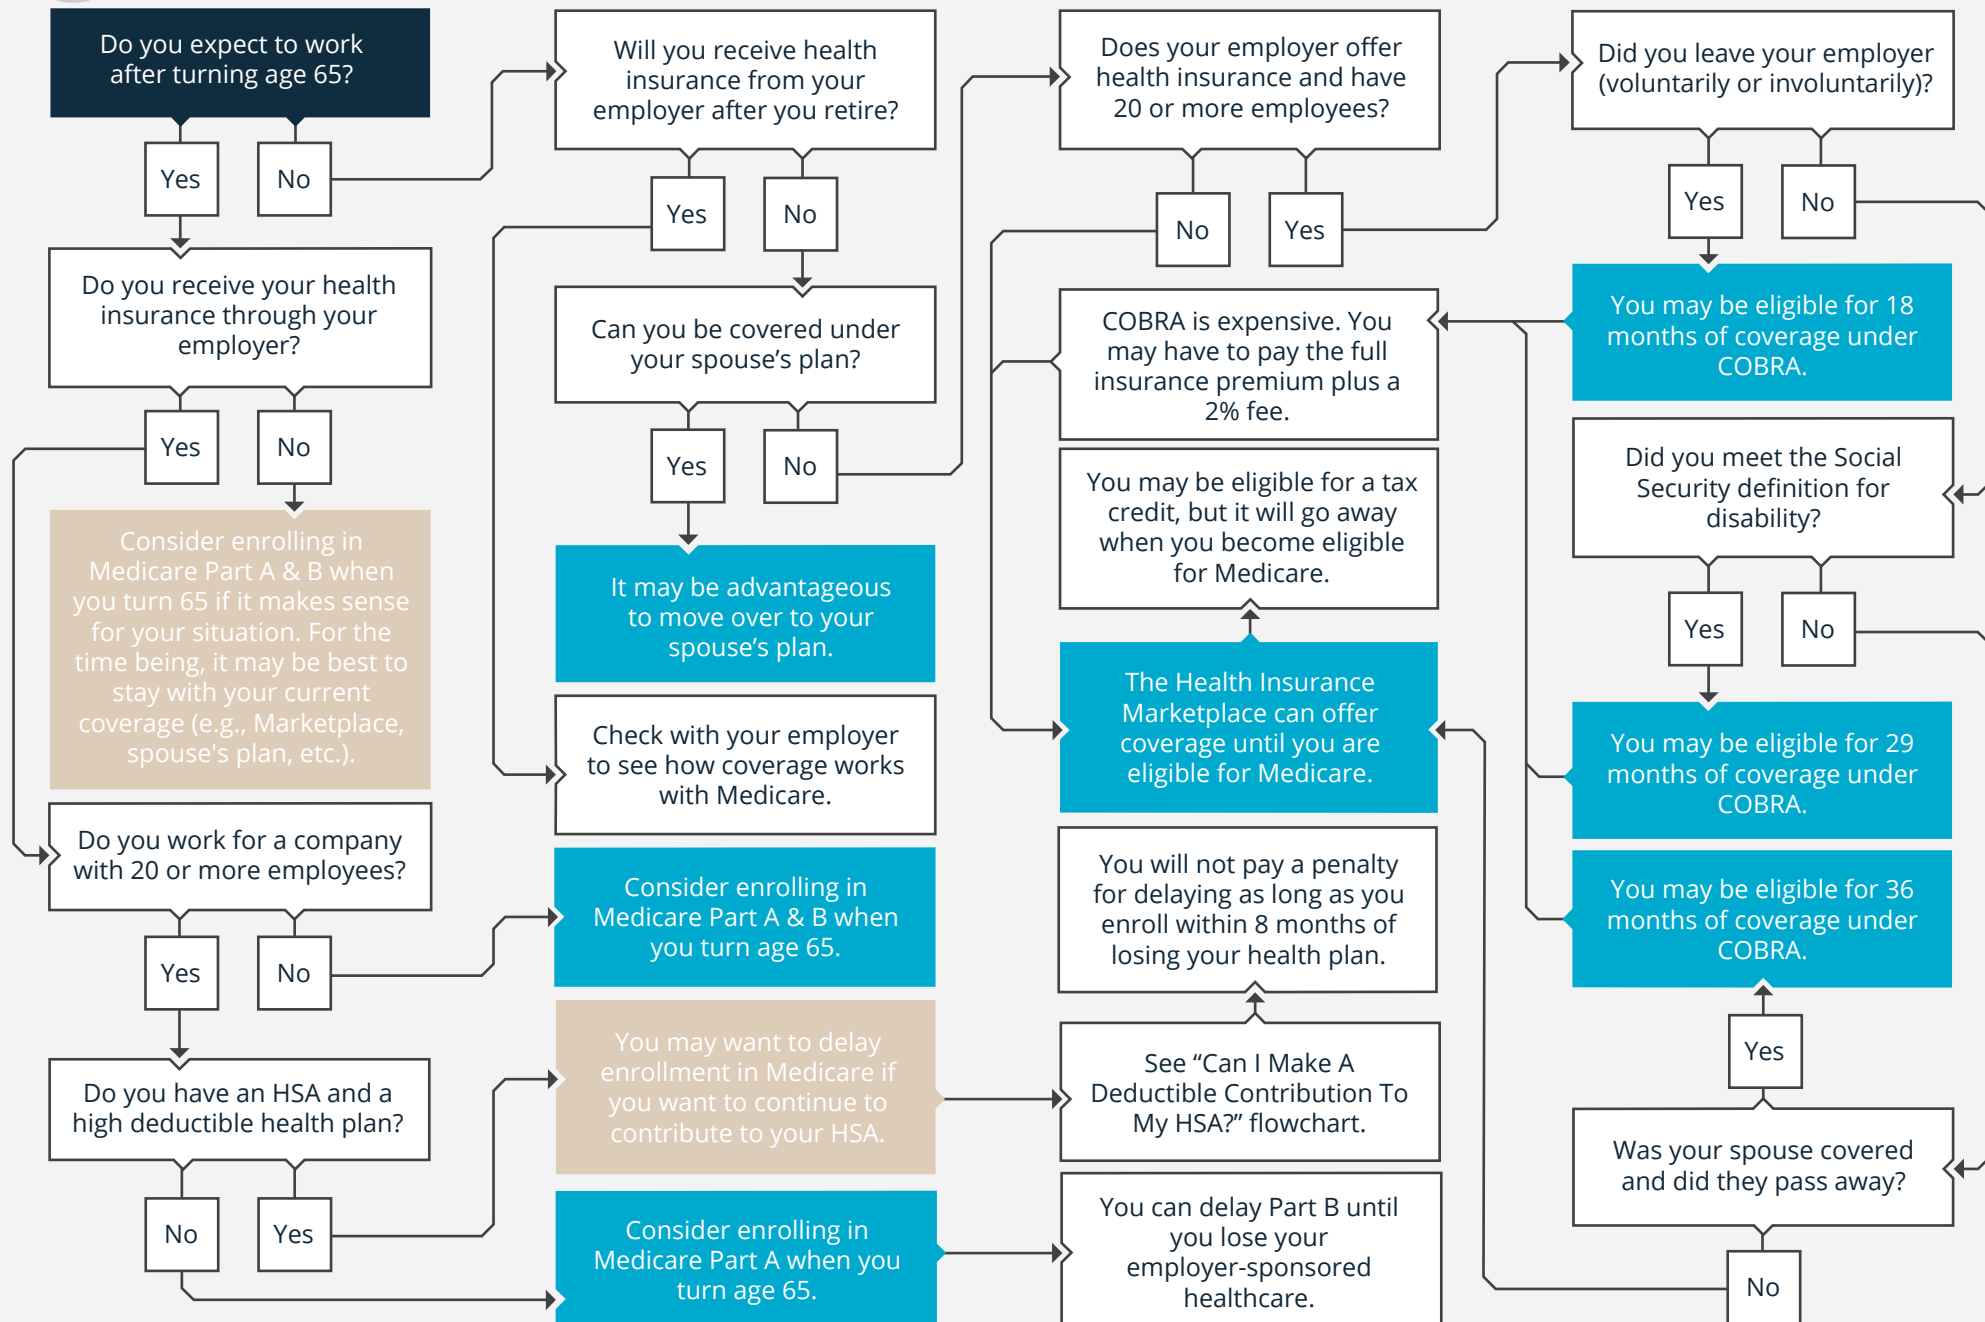 Do you expect to work
after turning age 65?
Yes
No
Do you receive your health
insurance through your
employer?
Yes
No
Consider enrolling in
Medicare Part A & B when
you turn 65 if it makes sense
for your situation. For the
time being, it may be best to
stay with your current
coverage (e.g., Marketplace,
spouse's plan, etc.).
Do you work for a company
with 20 or more employees?
Yes
No
Do you have an HSA and a
high deductible health plan?
No
Yes
Will you receive health
insurance from your
employer after you retire?
Yes
No
Can you be covered under
your spouse’s plan?
Yes
No
It may be advantageous
to move over to your
spouse’s plan.
Check with your employer
to see how coverage works
with Medicare.
Consider enrolling in
Medicare Part A & B when
you turn age 65.
You may want to delay
enrollment in Medicare if
you want to continue to
contribute to your HSA.
Consider enrolling in
Medicare Part A when you
turn age 65.
Does your employer offer
health insurance and have
20 or more employees?
No
Yes
COBRA is expensive. You
may have to pay the full
insurance premium plus a
2% fee.
You may be eligible for a tax
credit, but it will go away
when you become eligible
for Medicare.
The Health Insurance
Marketplace can offer
coverage until you are
eligible for Medicare.
You will not pay a penalty
for delaying as long as you
enroll within 8 months of
losing your health plan.
See “Can I Make A
Deductible Contribution To
My HSA?” flowchart.
You can delay Part B until
you lose your
employer-sponsored
healthcare.
Did you leave your employer
(voluntarily or involuntarily)?
Yes
No
You may be eligible for 18
months of coverage under
COBRA.
Did you meet the Social
Security definition for
disability?
Yes
No
You may be eligible for 29
months of coverage under
COBRA.
You may be eligible for 36
months of coverage under
COBRA.
Yes
Was your spouse covered
and did they pass away?
No